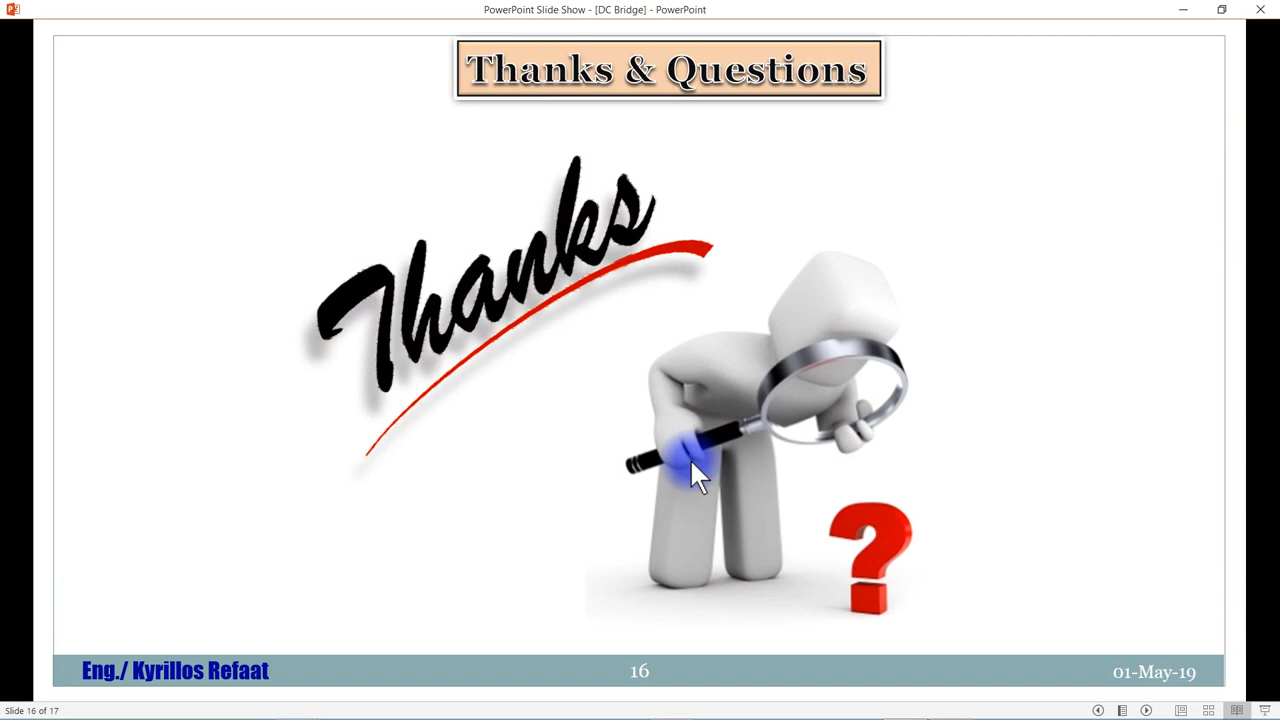 PowerPoint Slide Show - [DC Bridge] - PowerPoint
Thanks & Questions
Thanks
?
Eng./ Kyrillos Refaat
16
01-May-19
Slide 16 of 17